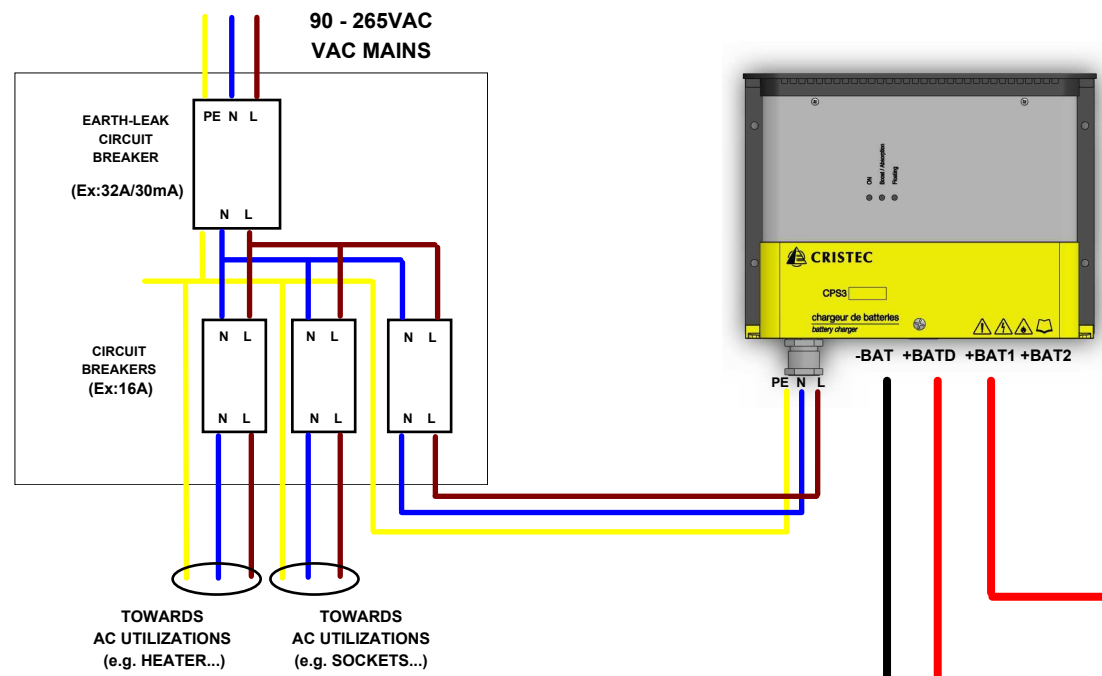 90 - 265VAC
VAC MAINS
EARTH-LEAK
CIRCUIT
BREAKER
(Ex:32A/30mA)
PE N L
N L
CIRCUIT
BREAKERS
(Ex:16A)
N L
N L
N L
N L
N L
N L
TOWARDS
AC UTILIZATIONS
(e.g. HEATER...)
TOWARDS
AC UTILIZATIONS
(e.g. SOCKETS...)
ON
Boost / Absorption
Floating
CRISTEC
CPS3
chargeur de batteries
battery charger
-BAT +BATD +BAT1 +BAT2
PE N L